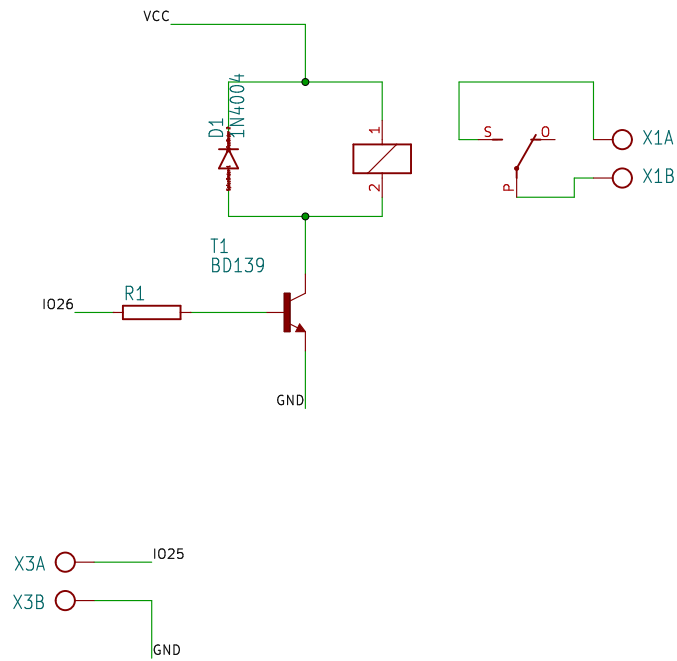 VCC
D1
1N4004
1
2
S
O
P
X1A
X1B
T1
BD139
R1
IO26
GND
X3A
IO25
X3B
GND